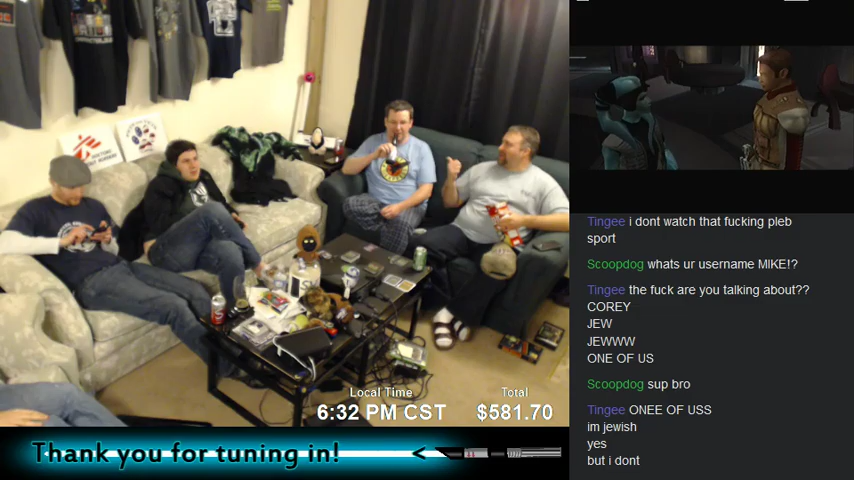 Tingee i dont watch that fucking pleb
sport
Scoopdog whats ur username MIKE!?
Tingee the fuck are you talking about??
COREY
JEW
JEWWW
ONE OF US
Scoopdog sup bro
Tingee ONEE OF USS
im jewish
yes
but i dont
Local Time
6:32 PM CST
Total
$581.70
Thank you for tuning in!
<